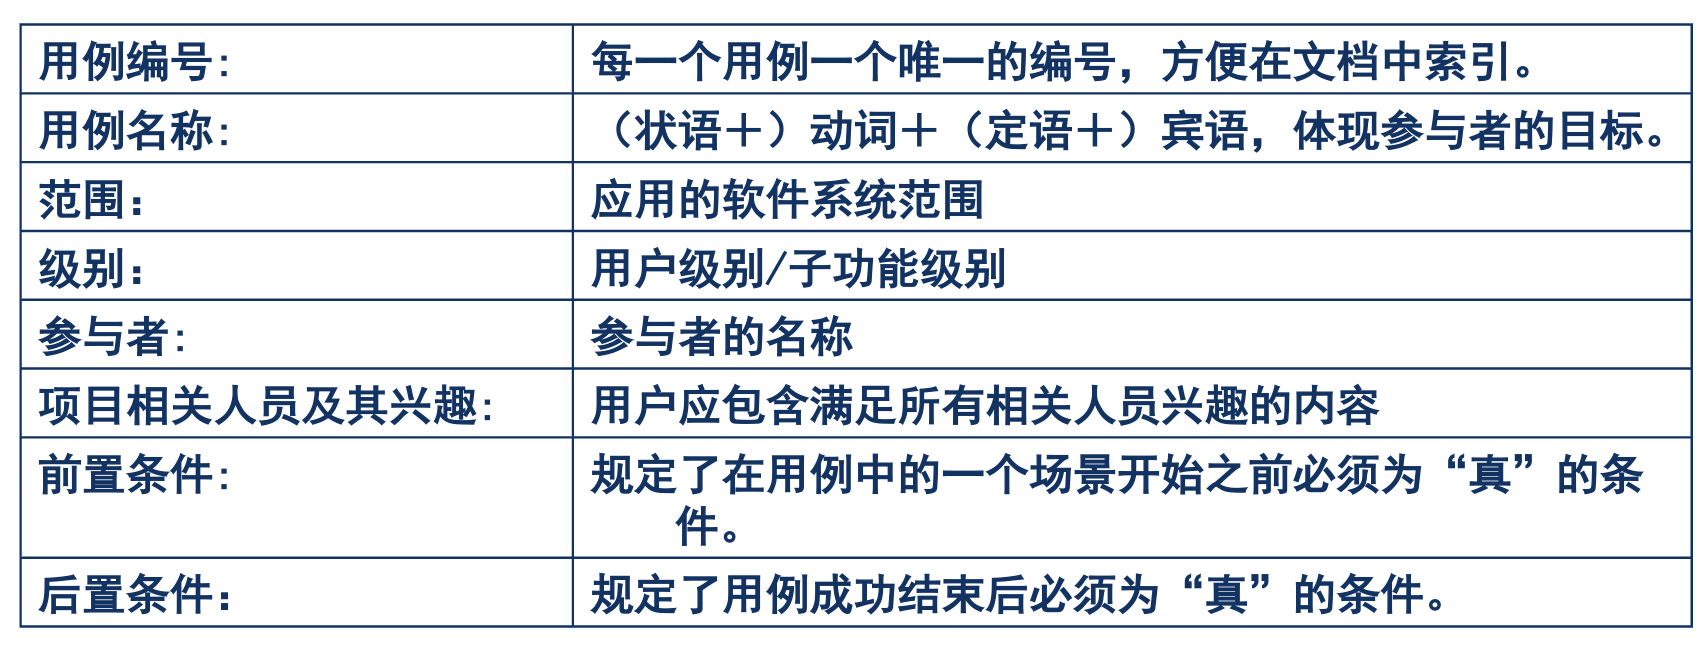 用例编号:
每一个用例一个唯一的编号，方便在文档中索引。
用例名称:
（状语＋）动词＋（定语＋）宾语，体现参与者的目标。
范围：
应用的软件系统范围
级别：
用户级别/子功能级别
参与者:
参与者的名称
项目相关人员及其兴趣:
用户应包含满足所有相关人员兴趣的内容
前置条件:
规定了在用例中的一个场景开始之前必须为“真”的条
件。
后置条件：
规定了用例成功结束后必须为“真”的条件。